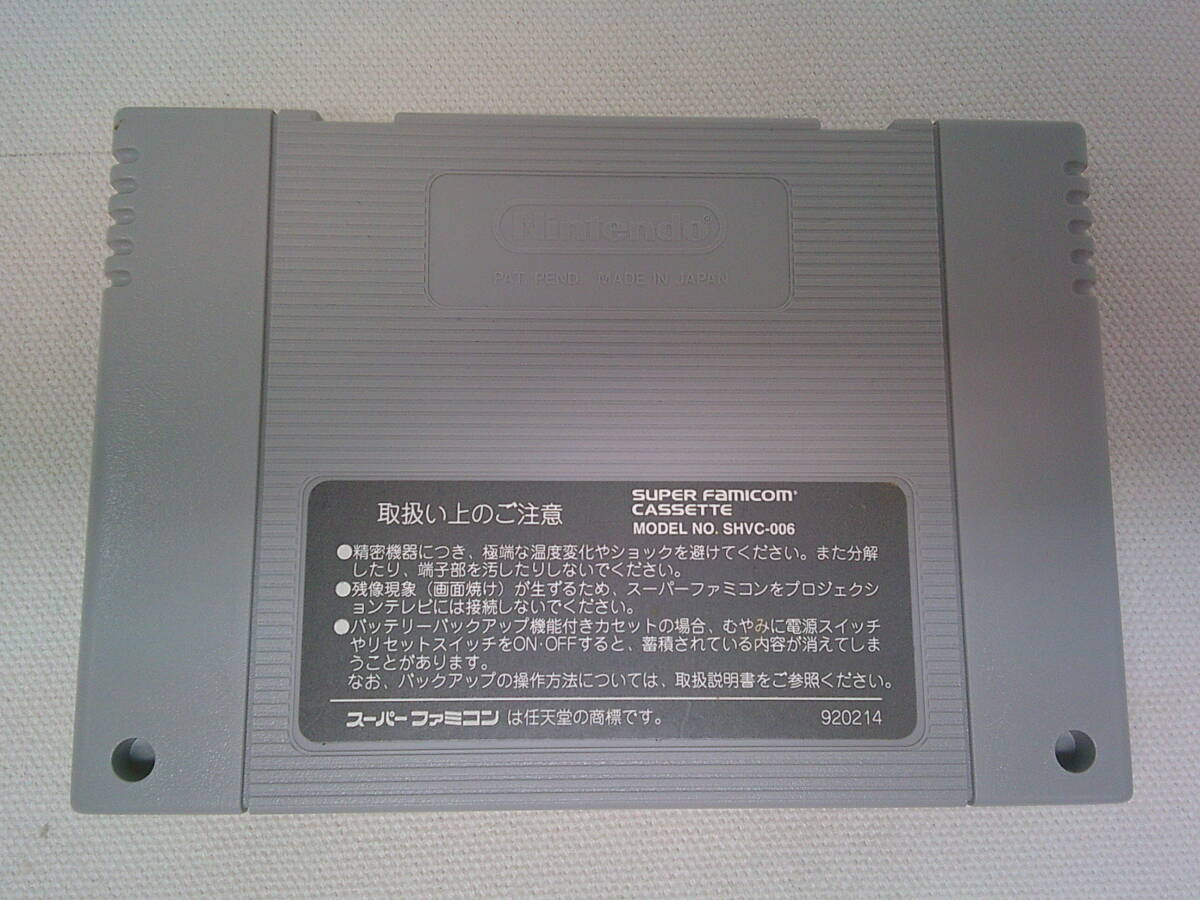 Nintendo®
PAT. PEND. MADE IN JAPAN
取扱い上のご注意
SUPER FAMICOM®
CASSETTE
MODEL NO. SHVC-006
●精密機器につき、極端な温度変化やショックを避けてください。また分解
したり、端子部を汚したりしないでください。
●残像現象（画面焼け）が生ずるため、スーパーファミコンをプロジェクシ
ョンテレビには接続しないでください。
●バッテリーバックアップ機能付きカセットの場合、むやみに電源スイッチ
やリセットスイッチをON·OFFすると、蓄積されている内容が消えてしま
うことがあります。
なお、バックアップの操作方法については、取扱説明書をご参照ください。
スーパーファミコン は任天堂の商標です。
920214